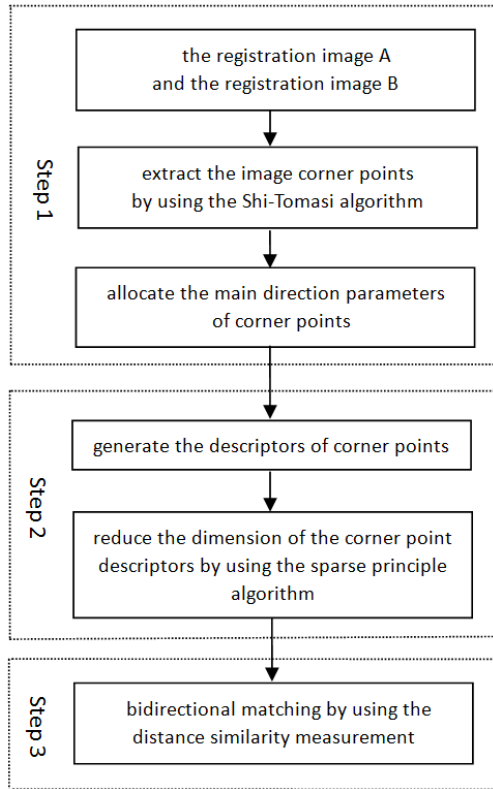 the registration image A
and the registration image B
extract the image corner points
by using the Shi-Tomasi algorithm
allocate the main direction parameters
of corner points
Step 1
generate the descriptors of corner points
reduce the dimension of the corner point
descriptors by using the sparse principle
algorithm
Step 2
bidirectional matching by using the
distance similarity measurement
Step 3